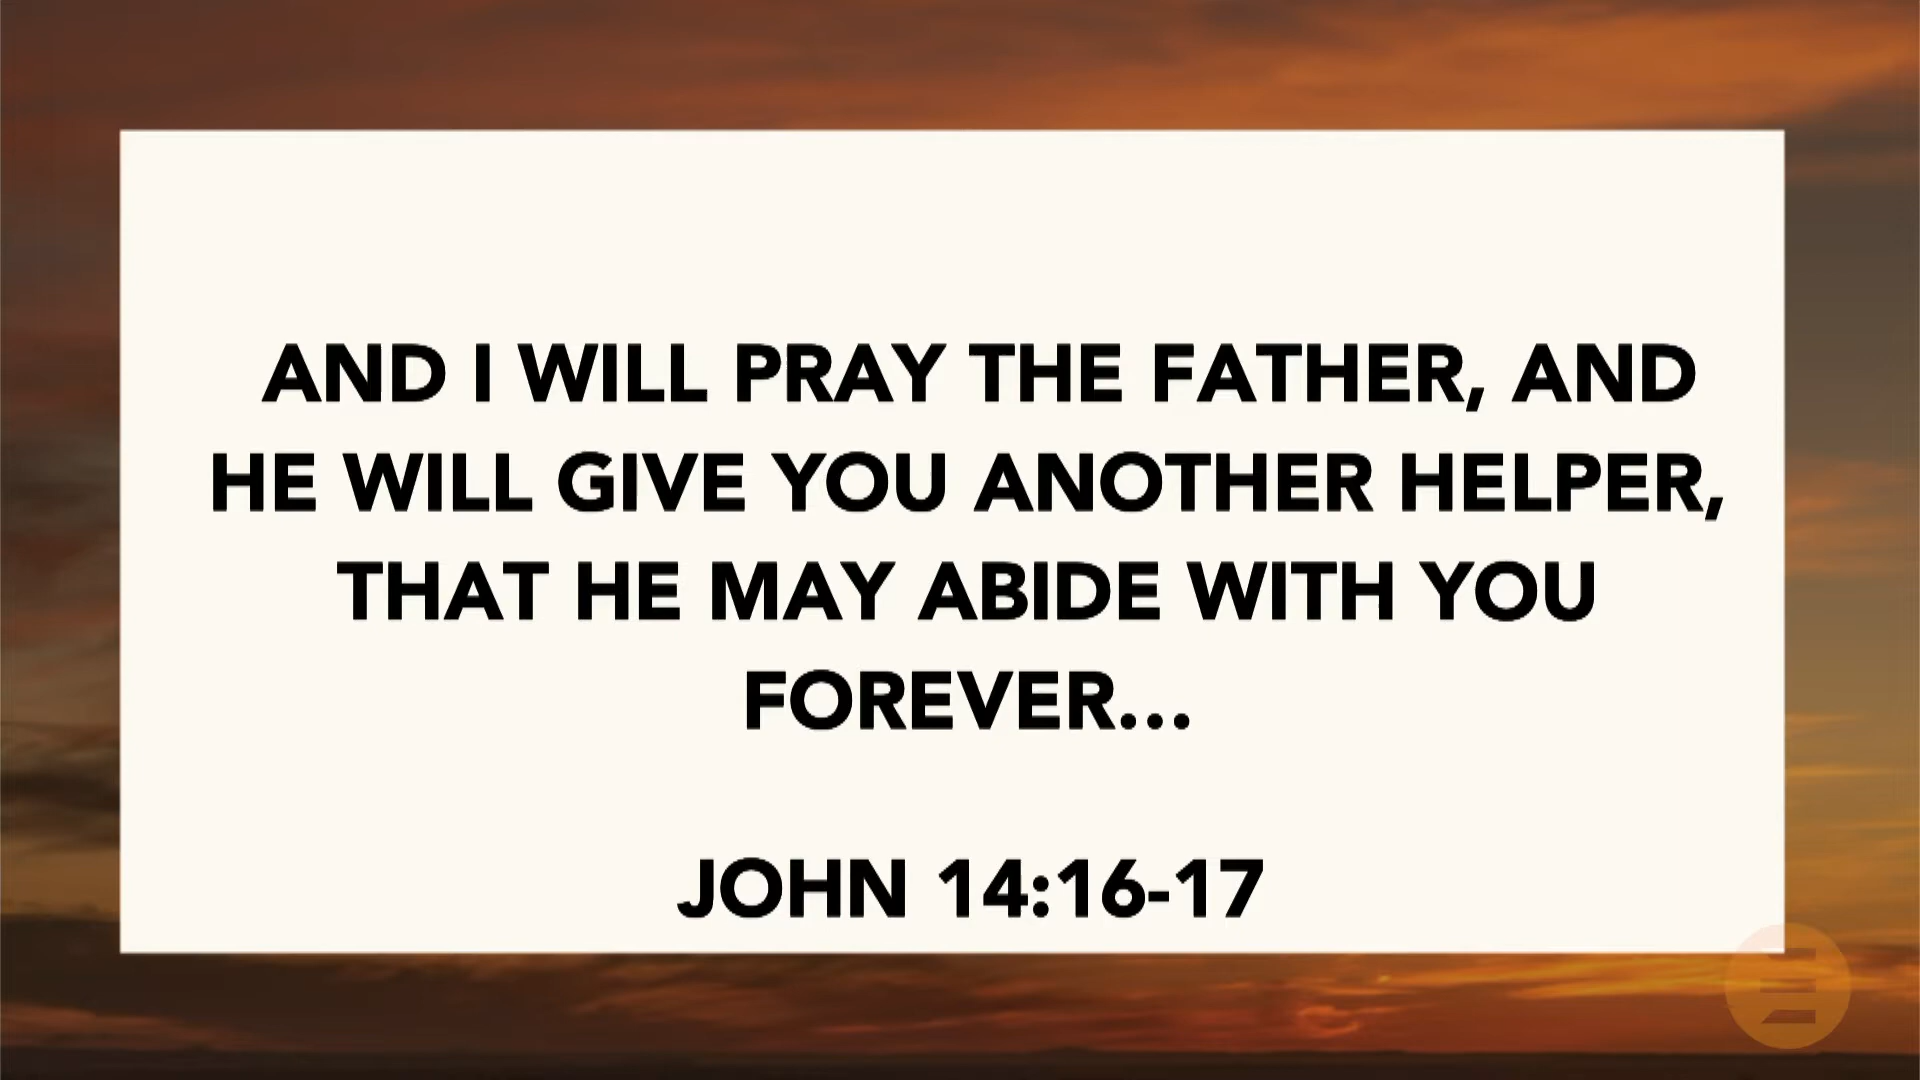 AND I WILL PRAY THE FATHER, AND
HE WILL GIVE YOU ANOTHER HELPER,
THAT HE MAY ABIDE WITH YOU
FOREVER...
JOHN 14:16-17